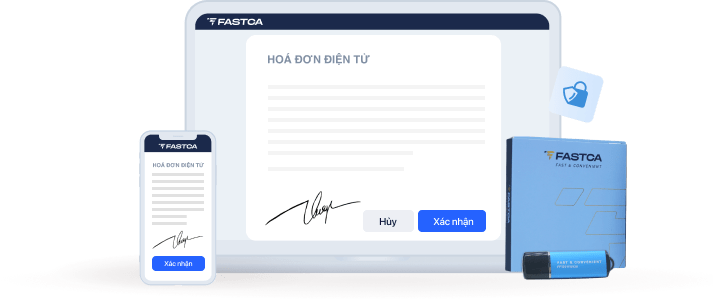 FASTCA
HOÁ ĐƠN ĐIỆN TỬ
Hủy
Xác nhận
FASTCA
HOÁ ĐƠN ĐIỆN TỬ
Xác nhận
FASTCA
FAST & CONVENIENT
FAST & CONVENIENT